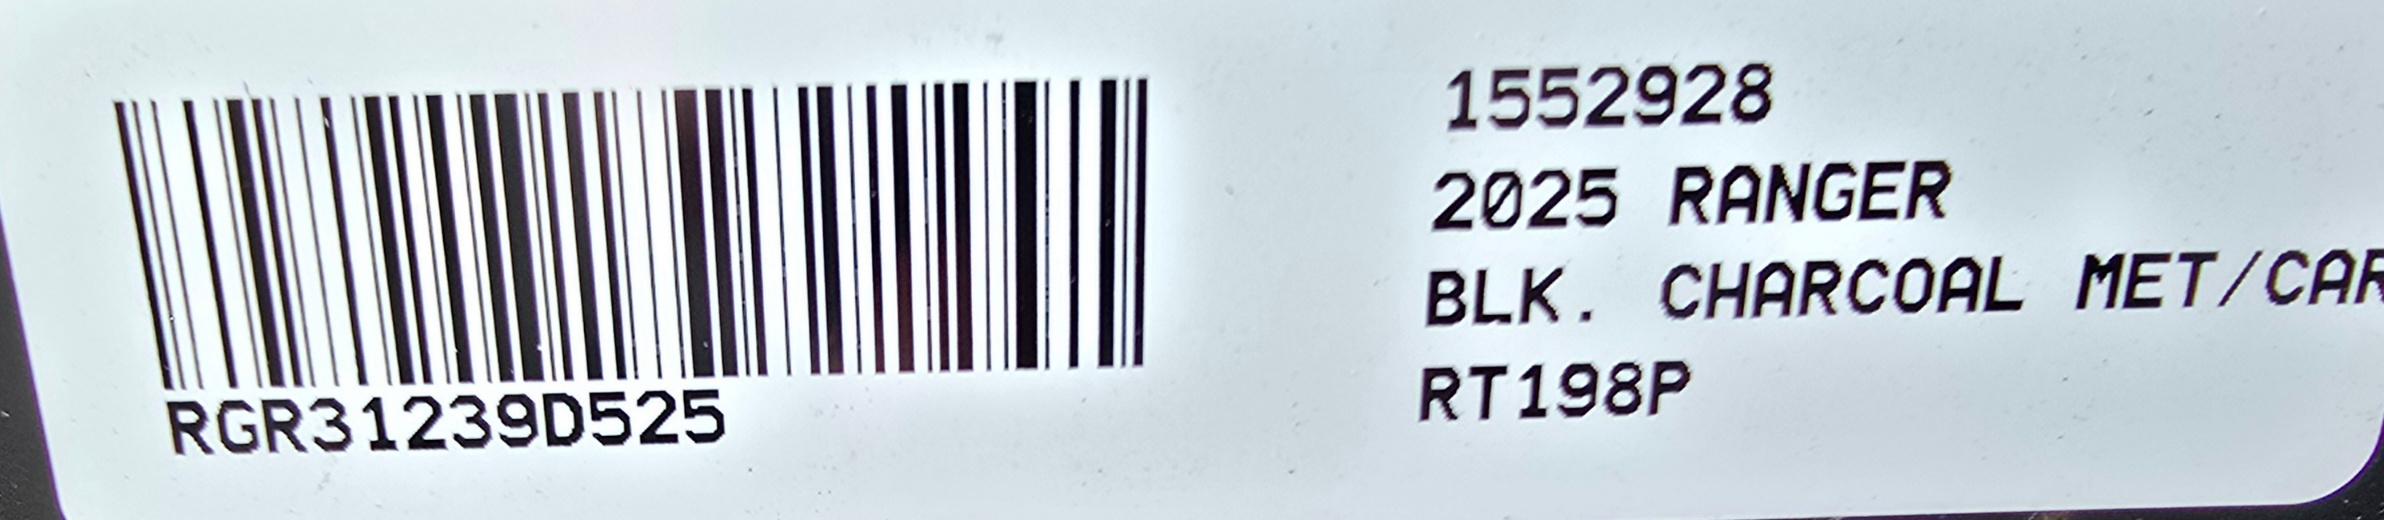 RGR31239D525
1552928
2025 RANGER
BLK. CHARCOAL MET/CAR
RT198P